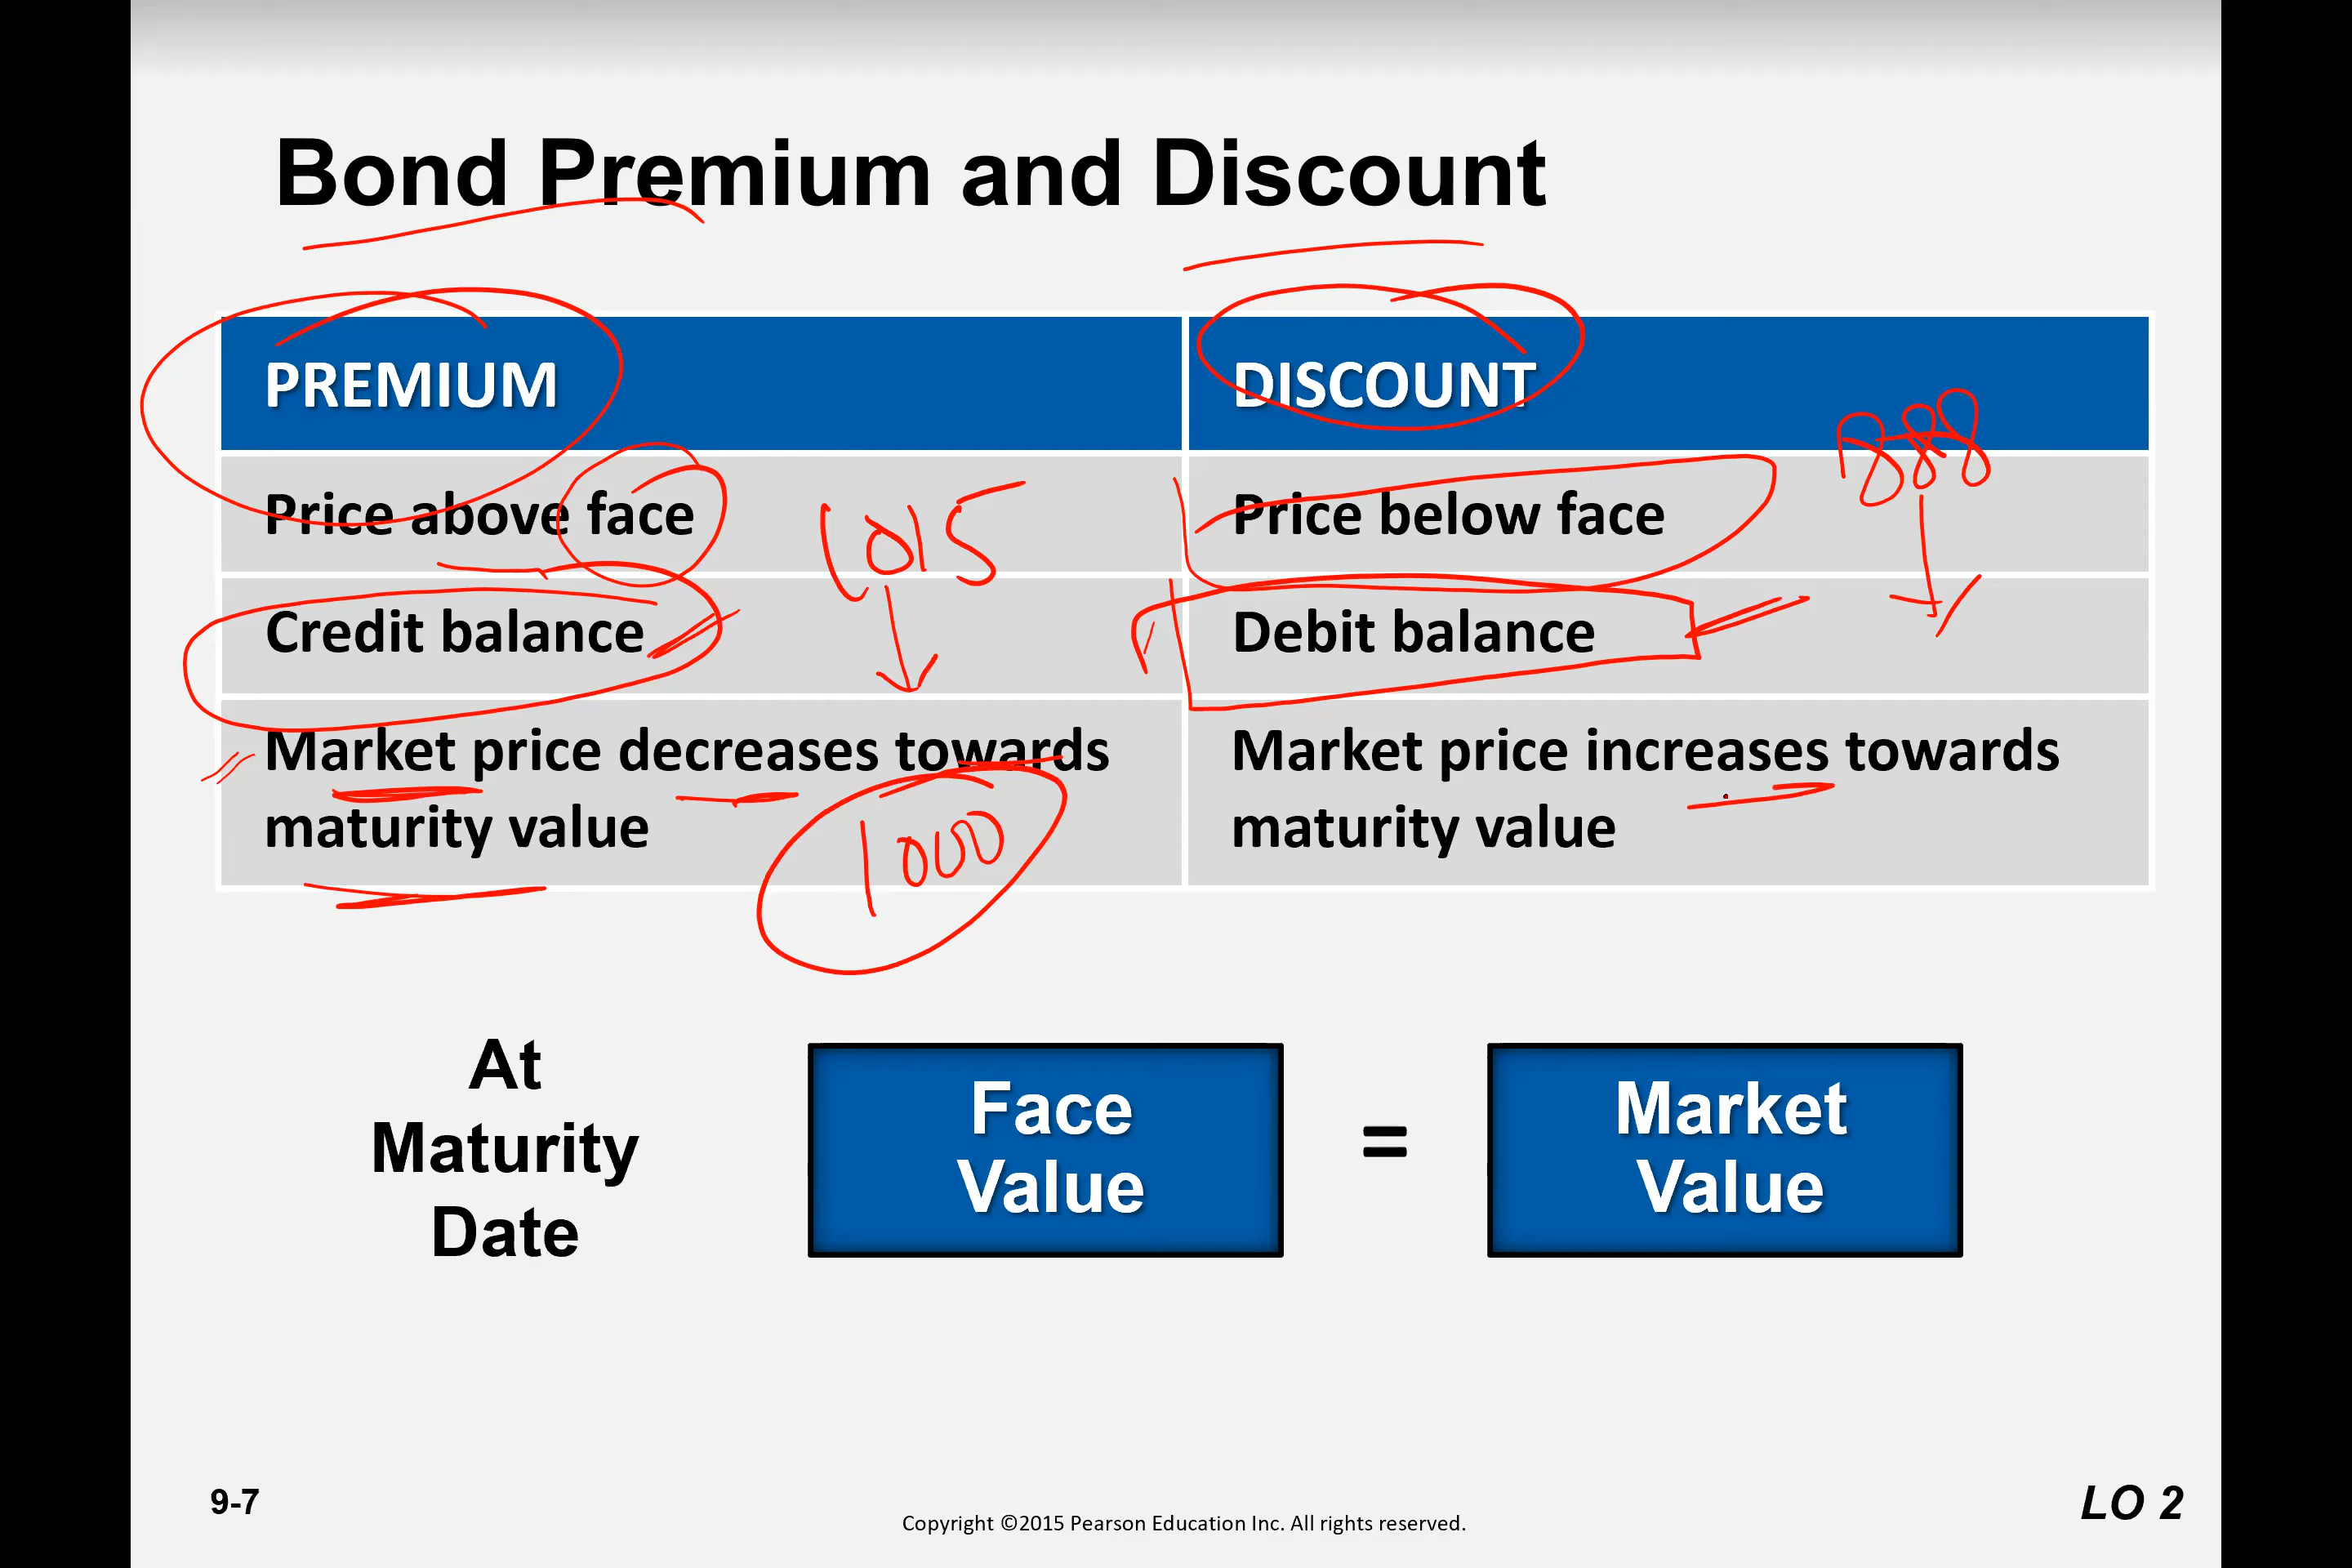 Bond Premium and Discount
PREMIUM
DISCOUNT
888
Price above face
1015
Price below face
Credit balance
Debit balance
Market price decreases towards
maturity value
1000
Market price increases towards
maturity value
At
Maturity
Date
Face
Value
=
Market
Value
9-7
Copyright ©2015 Pearson Education Inc. All rights reserved.
LO 2